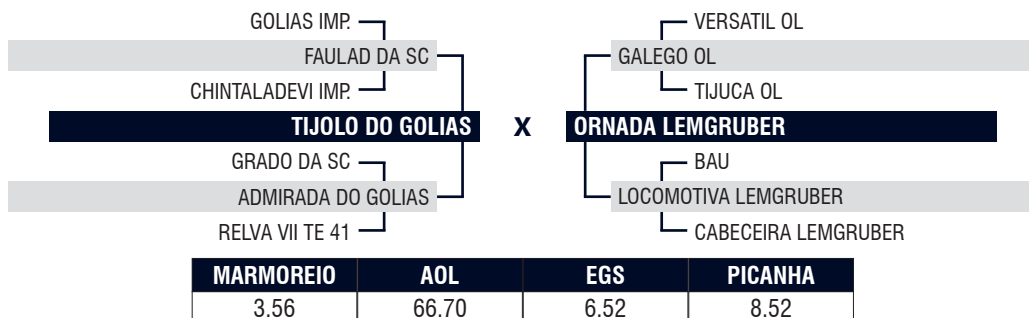 GOLIAS IMP. VERSATIL OL
FAULAD DA SC GALEGO OL
CHINTALADEVI IMP. TIJUCA OL
TIJOLO DO GOLIAS X ORNADA LEMGRUBER
GRADO DA SC BAU
ADMIRADA DO GOLIAS LOCOMOTIVA LEMGRUBER
RELVA VII TE 41 CABECEIRA LEMGRUBER
MARMOREIO AOL EGS PICANHA
3.56 66.70 6.52 8.52